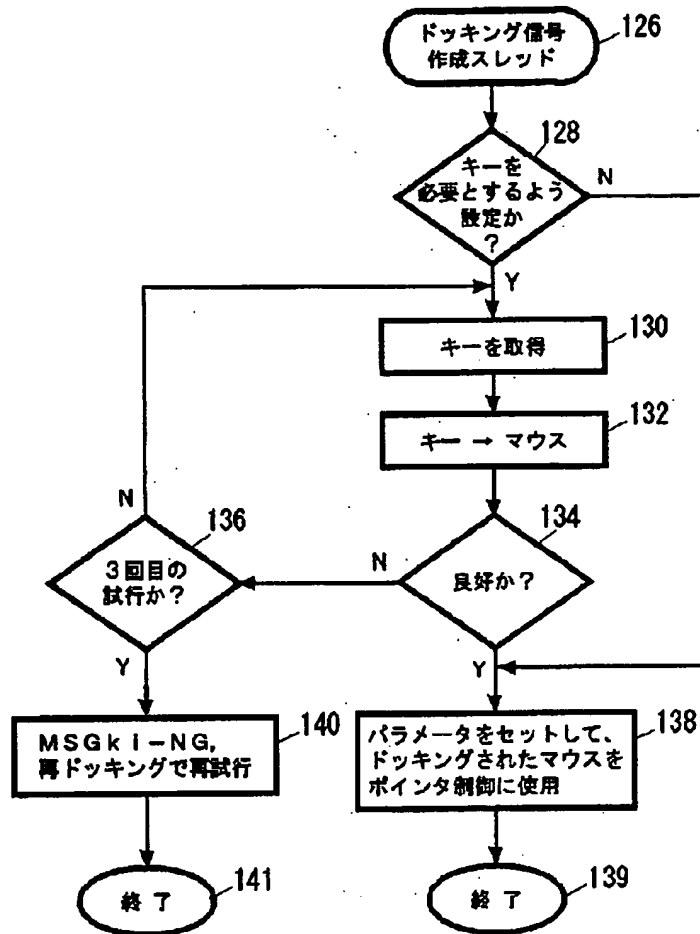 ドッキング信号
作成スレッド
126
128
キーを
必要とするよう
設定か
?
N
Y
キーを取得
130
キー → マウス
132
134
良好か?
N
Y
136
3回目の
試行か?
N
Y
MSGki-NG,
再ドッキングで再試行
140
パラメータをセットして、
ドッキングされたマウスを
ポインタ制御に使用
138
終了
141
終了
139